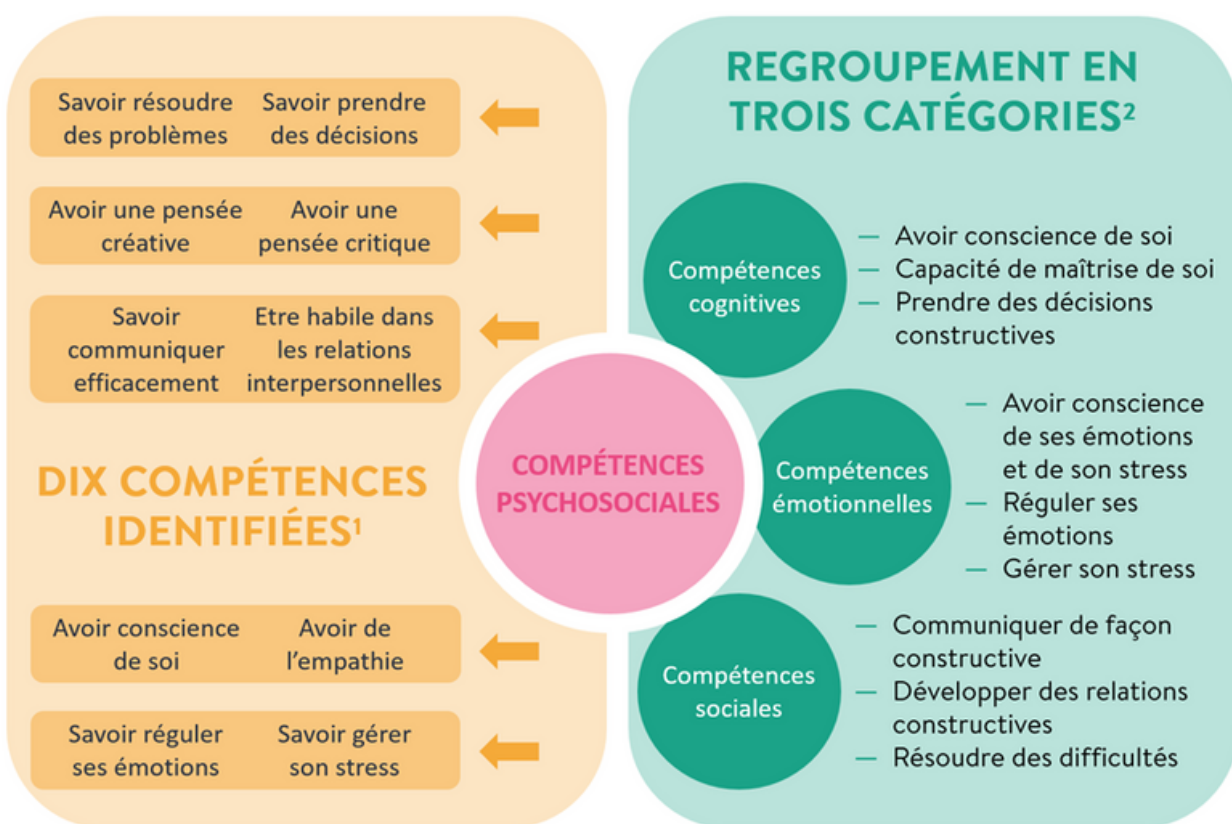 Savoir résoudre
des problèmes
Savoir prendre
des décisions
Avoir une pensée
créative
Avoir une
pensée critique
Savoir
communiquer
efficacement
Etre habile dans
les relations
interpersonnelles
DIX COMPÉTENCES
IDENTIFIÉES¹
Avoir conscience
de soi
Avoir de
l'empathie
Savoir réguler
ses émotions
Savoir gérer
son stress
COMPÉTENCES
PSYCHOSOCIALES
REGROUPEMENT EN
TROIS CATÉGORIES²
Compétences
cognitives
— Avoir conscience de soi
— Capacité de maîtrise de soi
— Prendre des décisions
constructives
Compétences
émotionnelles
— Avoir conscience
de ses émotions
et de son stress
— Réguler ses
émotions
— Gérer son stress
Compétences
sociales
— Communiquer de façon
constructive
— Développer des relations
constructives
— Résoudre des difficultés